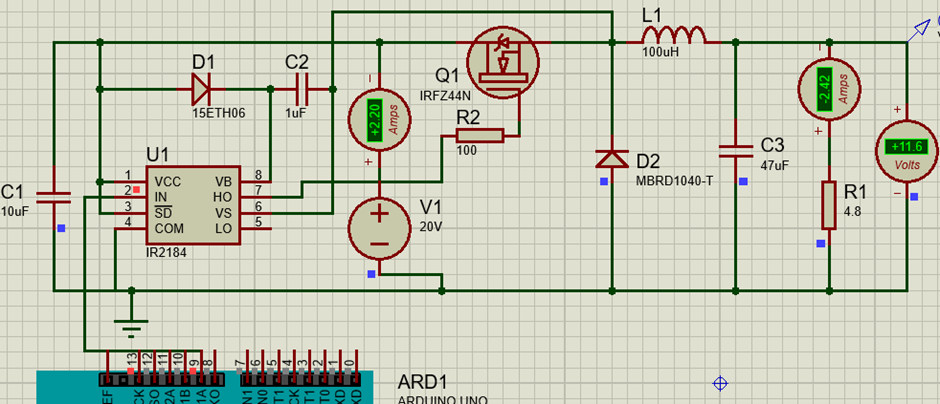 L1
100uH
D1
15ETH06
C2
1uF
Q1
IRFZ44N
+2.20
Amps
-2.42
Amps
R2
100
+11.6
Volts
U1
1 VCC VB 8
2 IN HO 7
3 SD VS 6
4 COM LO 5
IR2184
C1
10uF
V1
20V
D2
MBRD1040-T
C3
47uF
R1
4.8
13 12 11 10 9 8 7 6 5 4 3 2 1 0
ARD1
ARDUINO UNO